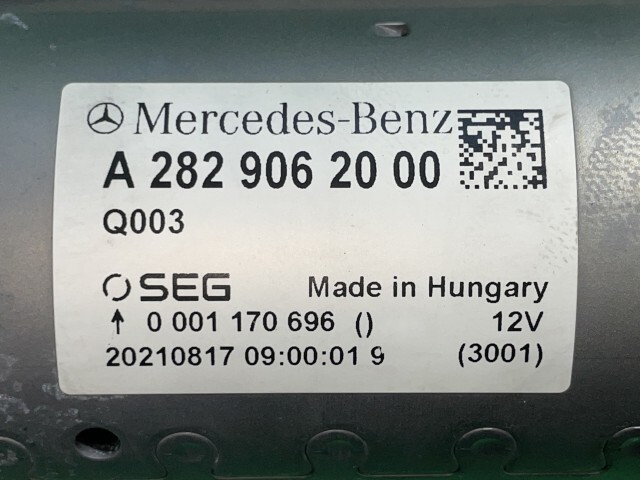 Mercedes-Benz
A 282 906 20 00
Q003
SEG Made in Hungary
↑ 0 001 170 696 () 12V
20210817 09:00:01 9 (3001)